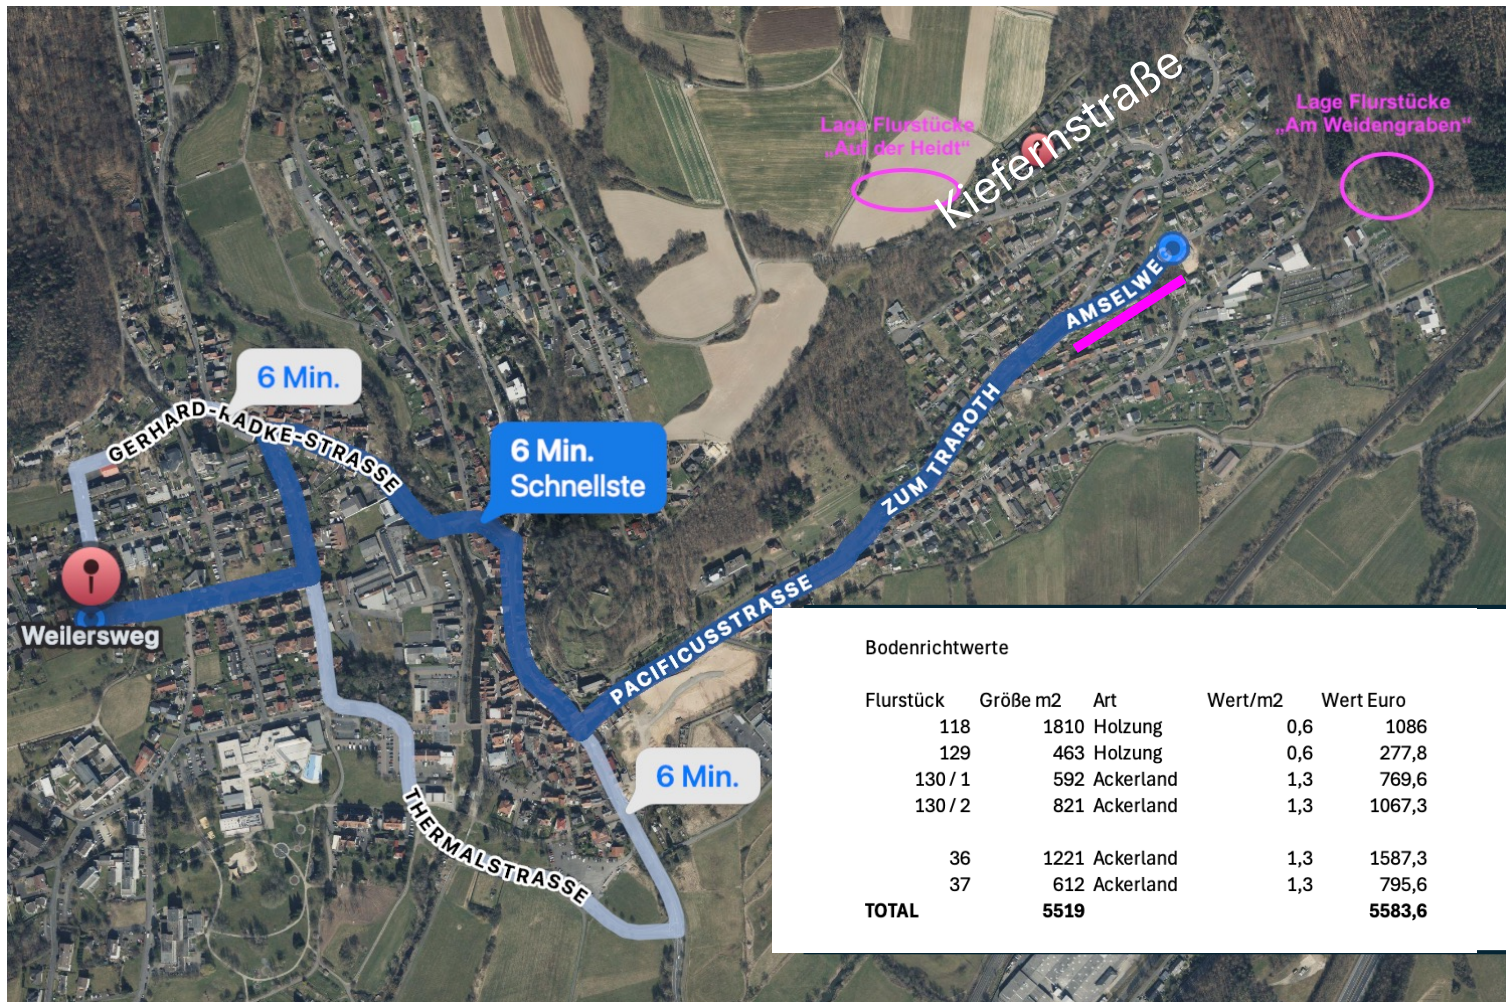 Kiefernstraße
Lage Flurstücke
„Auf der Heidt“
Lage Flurstücke
„Am Weidengraben“
AMSELWE
6 Min.
GERHARD-RADKE-STRASSE
6 Min.
Schnellste
ZUM TRAROTH
Weilersweg
PACIFICUSSTRASSE
6 Min.
THERMALSTRASSE
Bodenrichtwerte
Flurstück Größe m2 Art Wert/m2 Wert Euro
118 1810 Holzung 0,6 1086
129 463 Holzung 0,6 277,8
130 / 1 592 Ackerland 1,3 769,6
130 / 2 821 Ackerland 1,3 1067,3
36 1221 Ackerland 1,3 1587,3
37 612 Ackerland 1,3 795,6
TOTAL 5519 5583,6